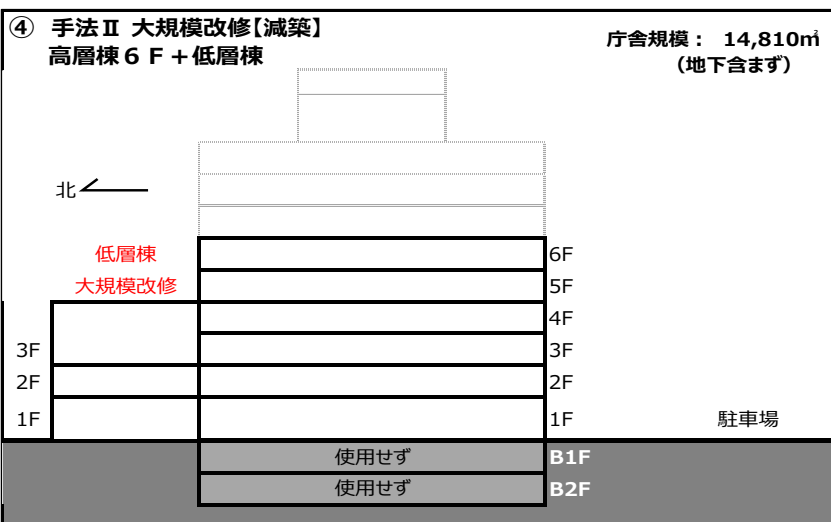 ④ 手法Ⅱ 大規模改修【減築】
高層棟６Ｆ＋低層棟
庁舎規模： 14,810㎡
（地下含まず）
北
低層棟
大規模改修
6F
5F
4F
3F
3F
2F
2F
1F
1F
駐車場
使用せず
B1F
使用せず
B2F